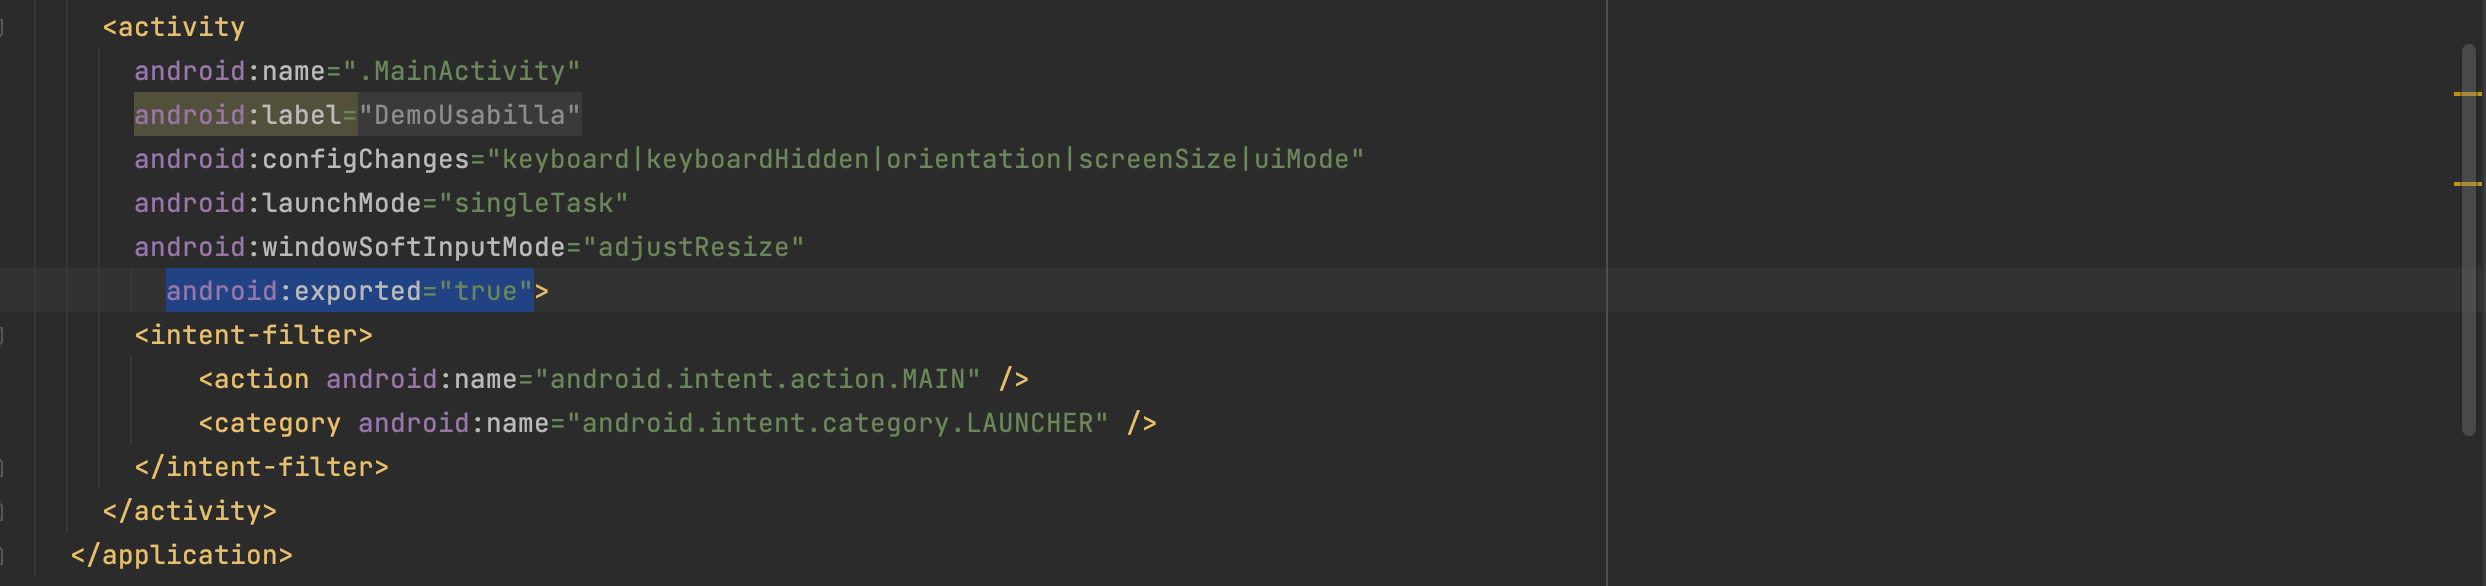 <activity
android:name=".MainActivity"
android:label="DemoUsabilla"
android:configChanges="keyboard|keyboardHidden|orientation|screenSize|uiMode"
android:launchMode="singleTask"
android:windowSoftInputMode="adjustResize"
android:exported="true">
<intent-filter>
<action android:name="android.intent.action.MAIN" />
<category android:name="android.intent.category.LAUNCHER" />
</intent-filter>
</activity>
</application>